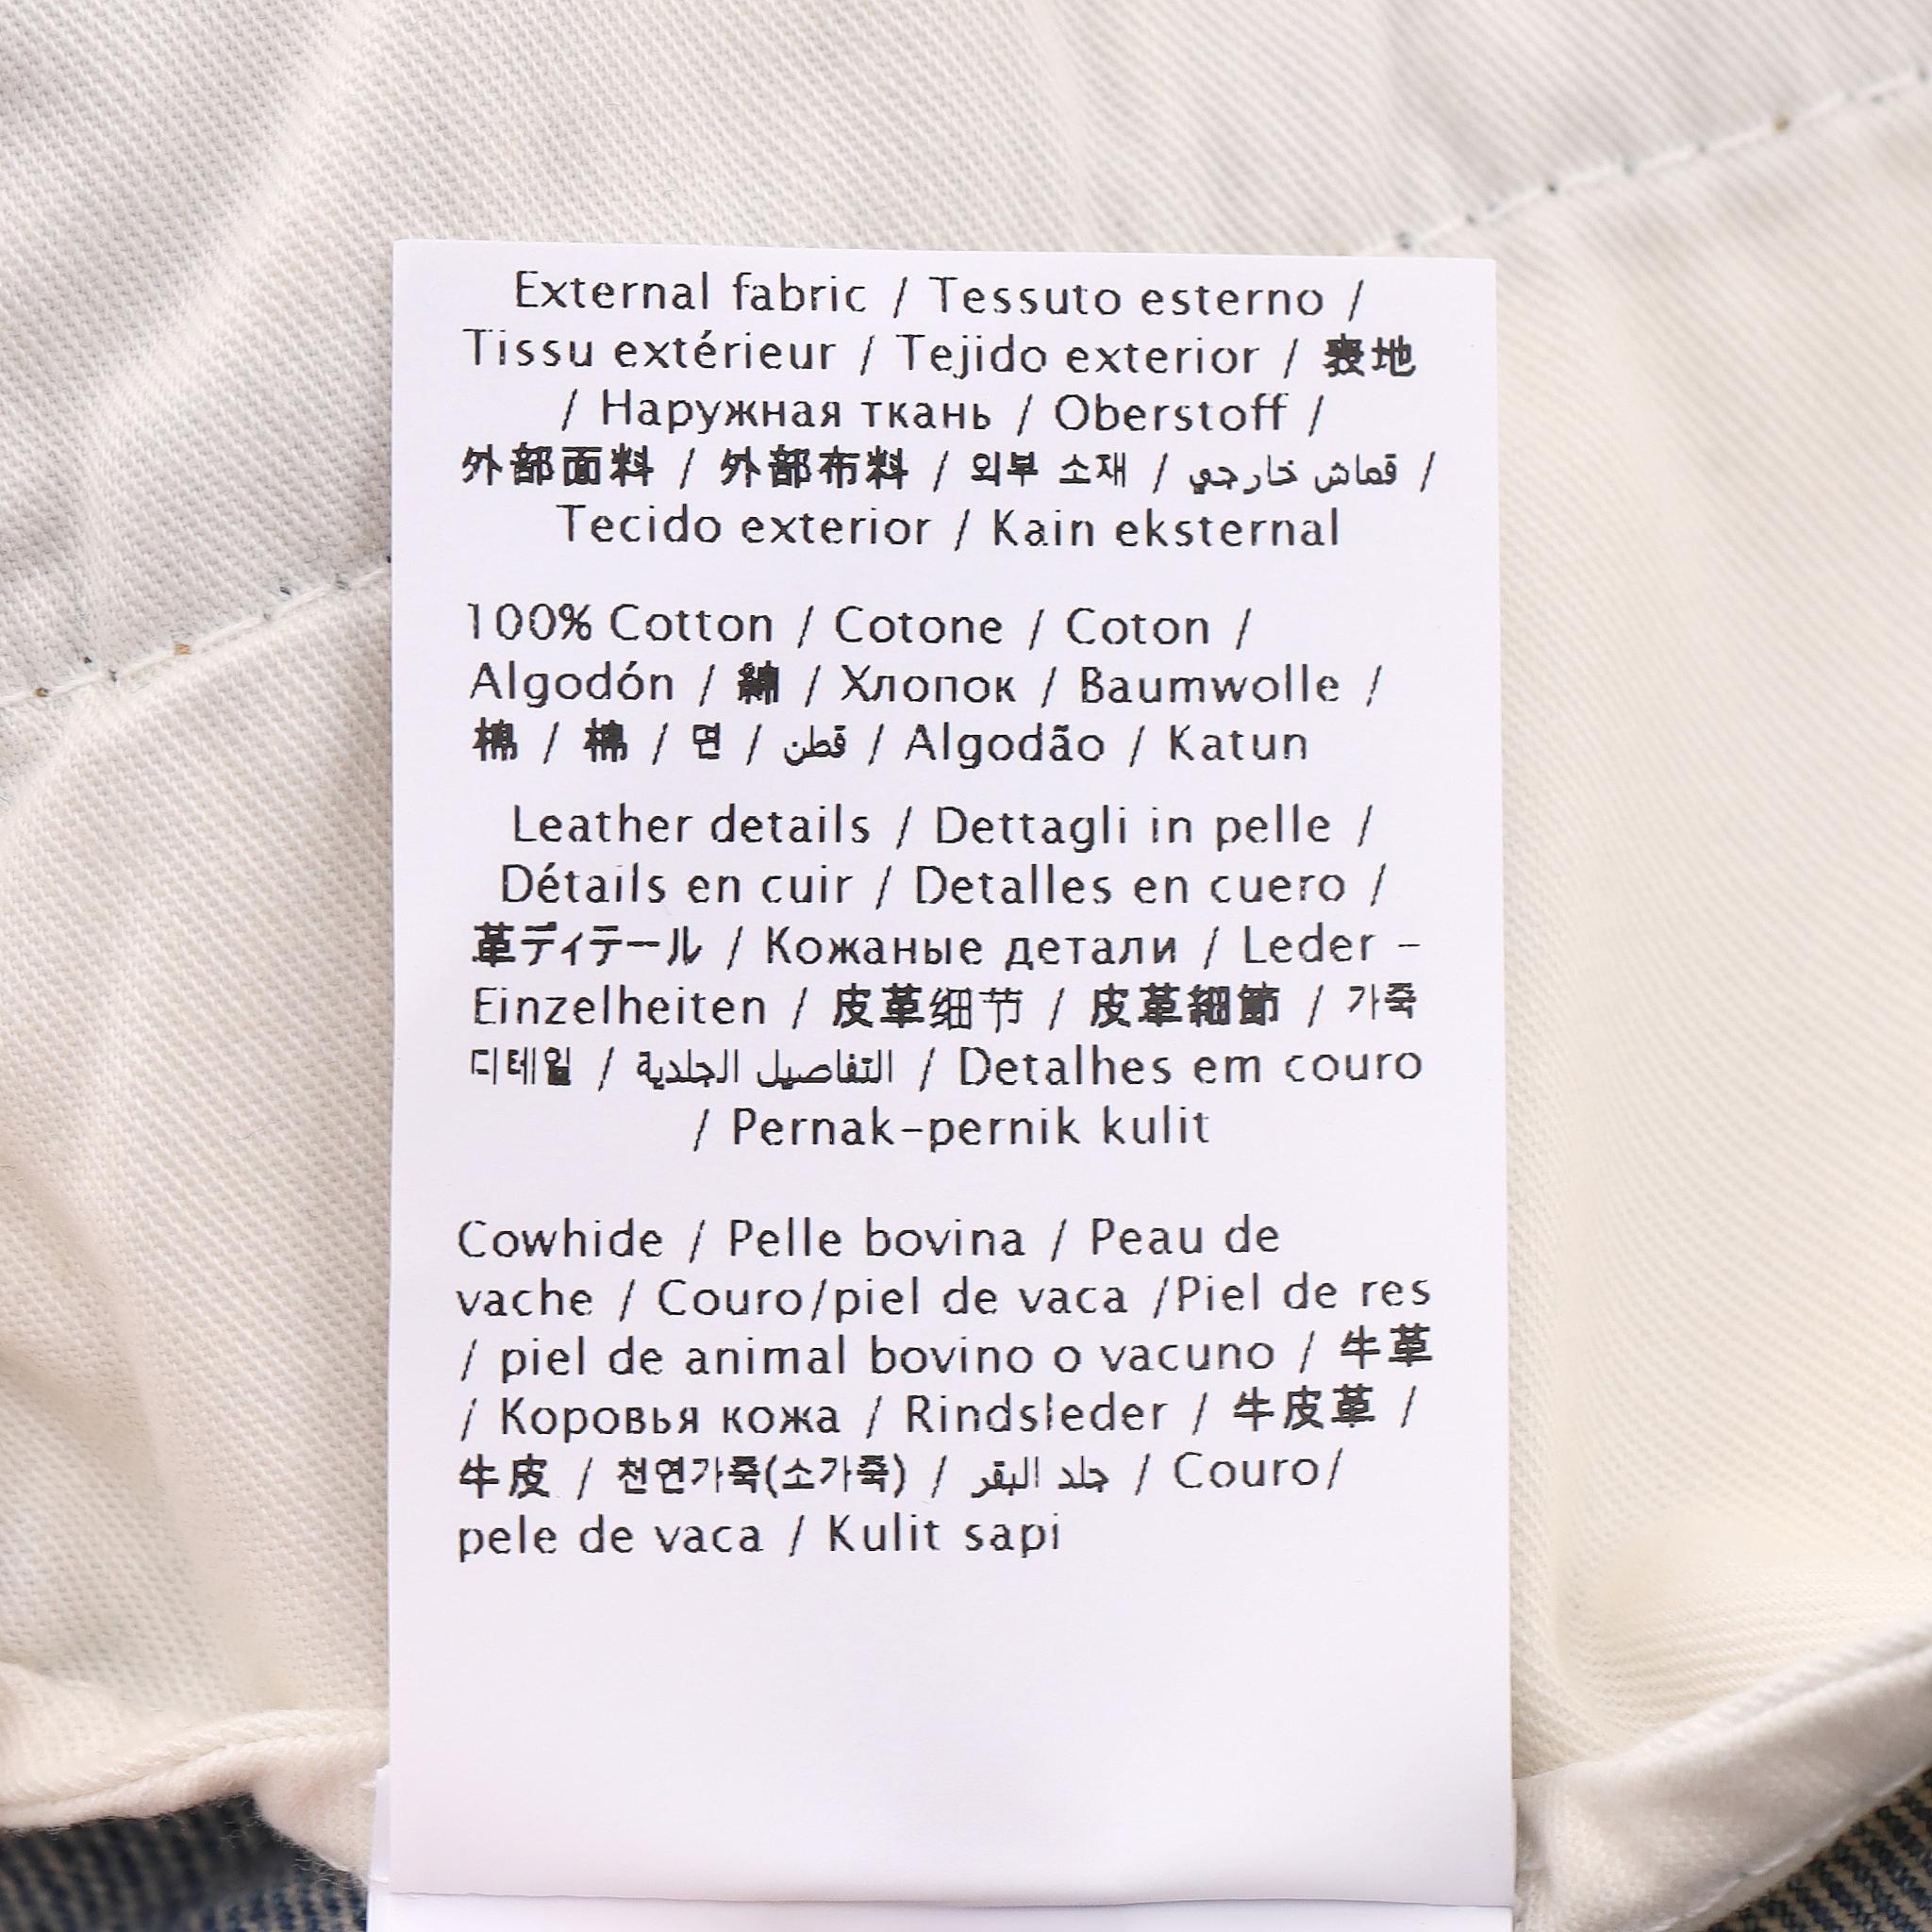 External fabric / Tessuto esterno /
Tissu extérieur / Tejido exterior / 表地
/ Наружная ткань / Oberstoff /
外部面料 / 外部布料 / 외부 소재 / قماش خارجي /
Tecido exterior / Kain eksternal
100% Cotton / Cotone / Coton /
Algodón / 綿 / Хлопок / Baumwolle /
棉 / 棉 / 면 / قطن / Algodão / Katun
Leather details / Dettagli in pelle /
Détails en cuir / Detalles en cuero /
革ディテール / Кожаные детали / Leder –
Einzelheiten / 皮革细节 / 皮革細節 / 가죽
디테일 / التفاصيل الجلدية / Detalhes em couro
/ Pernak–pernik kulit
Cowhide / Pelle bovina / Peau de
vache / Couro/piel de vaca /Piel de res
/ piel de animal bovino o vacuno / 牛革
/ Коровья кожа / Rindsleder / 牛皮革 /
牛皮 / 천연가죽(소가죽) / جلد البقر / Couro/
pele de vaca / Kulit sapi